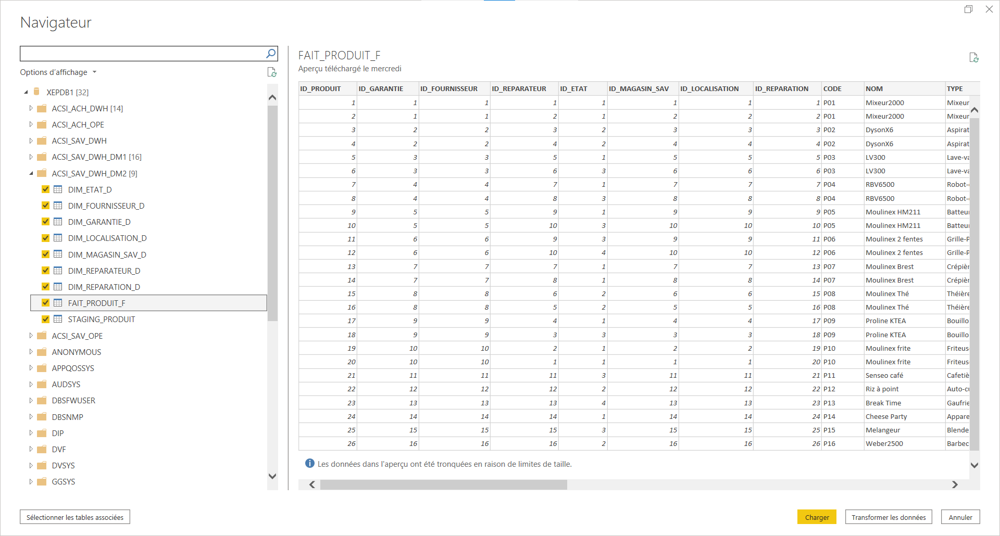 Navigateur
Options d'affichage
XEPDB1 [32]
ACSI_ACH_DWH [14]
ACSI_ACH_OPE
ACSI_SAV_DWH
ACSI_SAV_DWH_DM1 [16]
ACSI_SAV_DWH_DM2 [9]
DIM_ETAT_D
DIM_FOURNISSEUR_D
DIM_GARANTIE_D
DIM_LOCALISATION_D
DIM_MAGASIN_SAV_D
DIM_REPARATEUR_D
DIM_REPARATION_D
FAIT_PRODUIT_F
STAGING_PRODUIT
ACSI_SAV_OPE
ANONYMOUS
APPQOSSYS
AUDSYS
DBSFWUSER
DBSNMP
DIP
DVF
DVSYS
GGSYS
Sélectionner les tables associées
FAIT_PRODUIT_F
Aperçu téléchargé le mercredi
ID_PRODUIT ID_GARANTIE ID_FOURNISSEUR ID_REPARATEUR ID_ETAT ID_MAGASIN_SAV ID_LOCALISATION ID_REPARATION CODE NOM TYPE
1 1 1 1 1 1 1 1 P01 Mixeur2000 Mixeur
2 1 1 2 1 2 2 2 P01 Mixeur2000 Mixeur
3 2 2 3 2 3 3 3 P02 DysonX6 Aspirat
4 2 2 4 2 4 4 4 P02 DysonX6 Aspirat
5 3 3 5 1 5 5 5 P03 LV300 Lave-va
6 3 3 6 3 6 6 6 P03 LV300 Lave-va
7 4 4 7 1 7 7 7 P04 RBV6500 Robot-
8 4 4 8 3 8 8 8 P04 RBV6500 Robot-
9 5 5 9 1 9 9 9 P05 Moulinex HM211 Batteur
10 5 5 10 3 10 10 10 P05 Moulinex HM211 Batteur
11 6 6 9 3 9 9 11 P06 Moulinex 2 fentes Grille-P
12 6 6 10 4 10 10 12 P06 Moulinex 2 fentes Grille-P
13 7 7 7 1 7 7 13 P07 Moulinex Brest Crépièr
14 7 7 8 1 8 8 14 P07 Moulinex Brest Crépièr
15 8 8 6 2 6 6 15 P08 Moulinex Thé Théière
16 8 8 5 2 5 5 16 P08 Moulinex Thé Théière
17 9 9 4 1 4 4 17 P09 Proline KTEA Bouillo
18 9 9 3 3 3 3 18 P09 Proline KTEA Bouillo
19 10 10 2 1 2 2 19 P10 Moulinex frite Friteus
20 10 10 1 1 1 1 20 P10 Moulinex frite Friteus
21 11 11 11 3 11 11 21 P11 Senseo café Cafetiè
22 12 12 12 2 12 12 22 P12 Riz à point Auto-cu
23 13 13 13 4 13 13 23 P13 Break Time Gaufrie
24 14 14 14 1 14 14 24 P14 Cheese Party Appare
25 15 15 15 3 15 15 25 P15 Melangeur Blende
26 16 16 16 2 16 16 26 P16 Weber2500 Barbec
Les données dans l'aperçu ont été tronquées en raison de limites de taille.
Charger
Transformer les données
Annuler